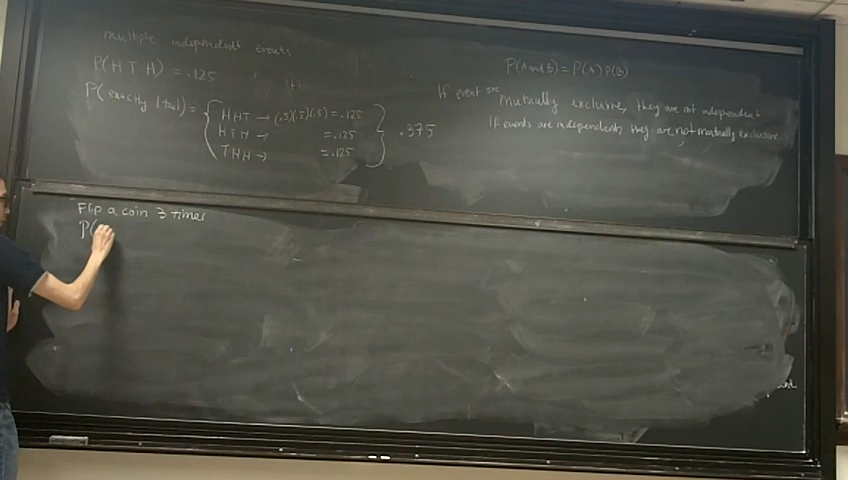 multiple independent events
P(H T H) = .125
P(exactly 1 tail) = { HHT → (.5)(.5)(.5) = .125
HTH → = .125
THH → = .125 } .375
P(A and B) = P(A) P(B)
If event are mutually exclusive, they are not independent
If events are independent, they are not mutually exclusive
Flip a coin 3 times
P(